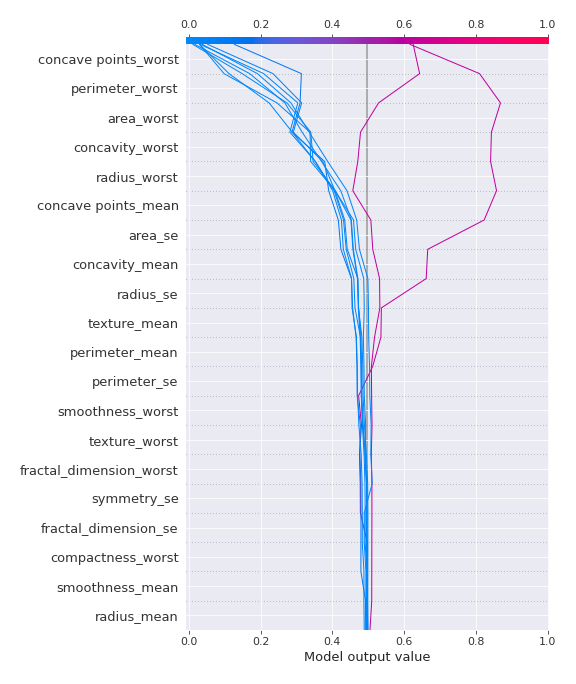 0.0 0.2 0.4 0.6 0.8 1.0
concave points_worst
perimeter_worst
area_worst
concavity_worst
radius_worst
concave points_mean
area_se
concavity_mean
radius_se
texture_mean
perimeter_mean
perimeter_se
smoothness_worst
texture_worst
fractal_dimension_worst
symmetry_se
fractal_dimension_se
compactness_worst
smoothness_mean
radius_mean
0.0 0.2 0.4 0.6 0.8 1.0
Model output value